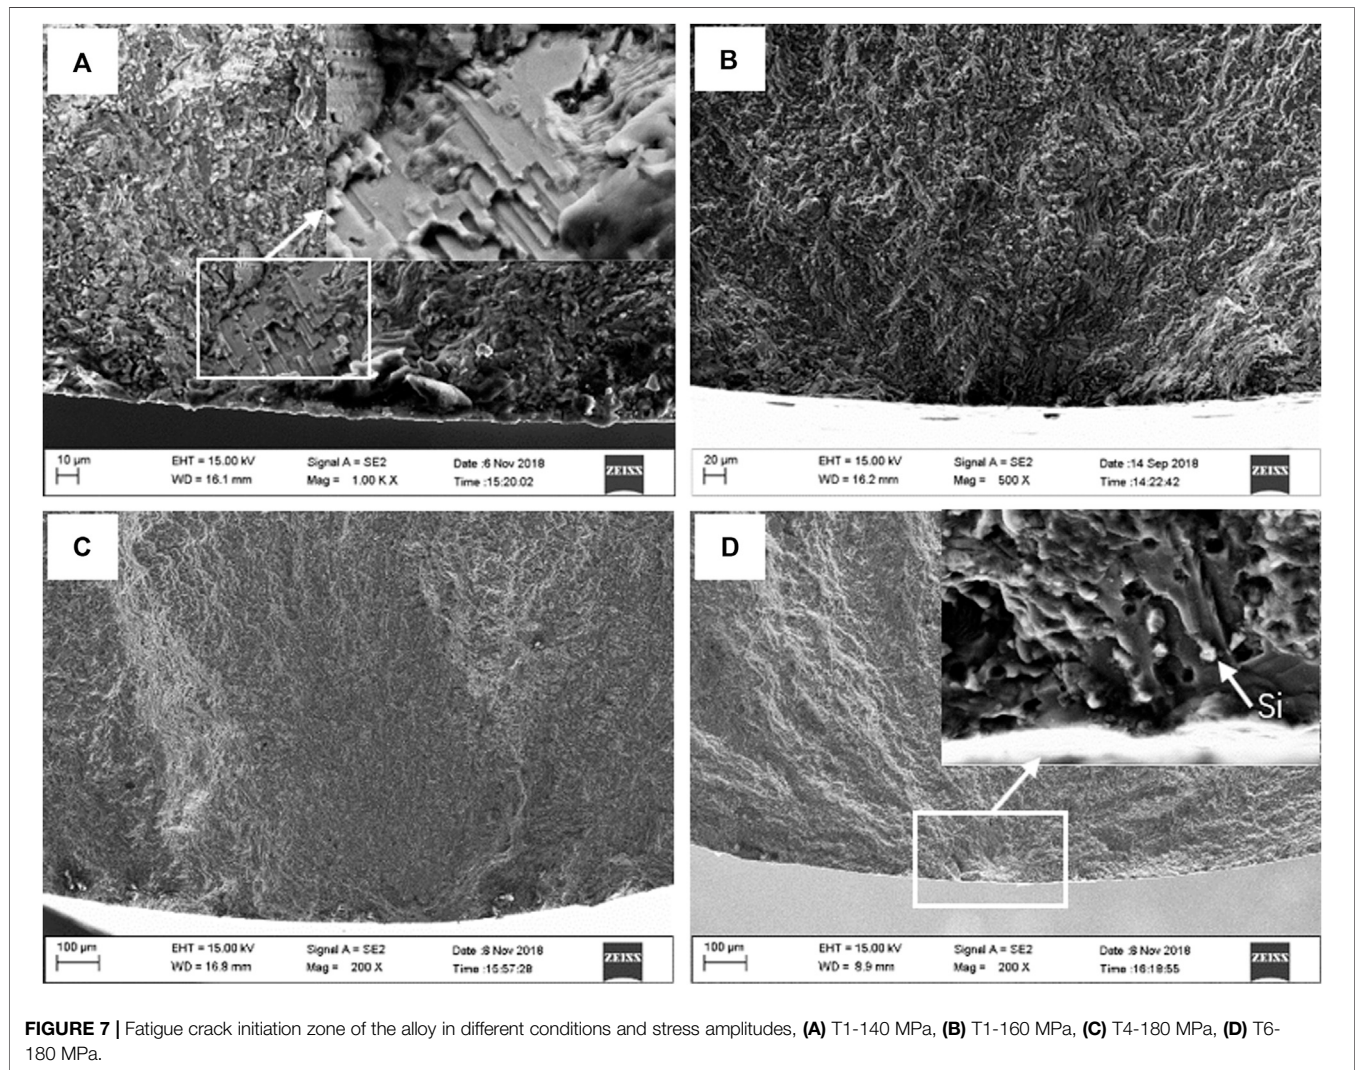 A
10 µm
EHT = 15.00 kV
Signal A = SE2
Date :6 Nov 2018
WD = 16.1 mm
Mag = 1.00 K X
Time :15:20:02
ZEISS
B
20 µm
EHT = 15.00 kV
Signal A = SE2
Date :14 Sep 2018
WD = 16.2 mm
Mag = 500 X
Time :14:22:42
ZEISS
C
100 µm
EHT = 15.00 kV
Signal A = SE2
Date :6 Nov 2018
WD = 16.8 mm
Mag = 200 X
Time :15:57:28
ZEISS
D
Si
100 µm
EHT = 15.00 kV
Signal A = SE2
Date :6 Nov 2018
WD = 8.9 mm
Mag = 200 X
Time :16:18:55
ZEISS
FIGURE 7 | Fatigue crack initiation zone of the alloy in different conditions and stress amplitudes, (A) T1-140 MPa, (B) T1-160 MPa, (C) T4-180 MPa, (D) T6-
180 MPa.